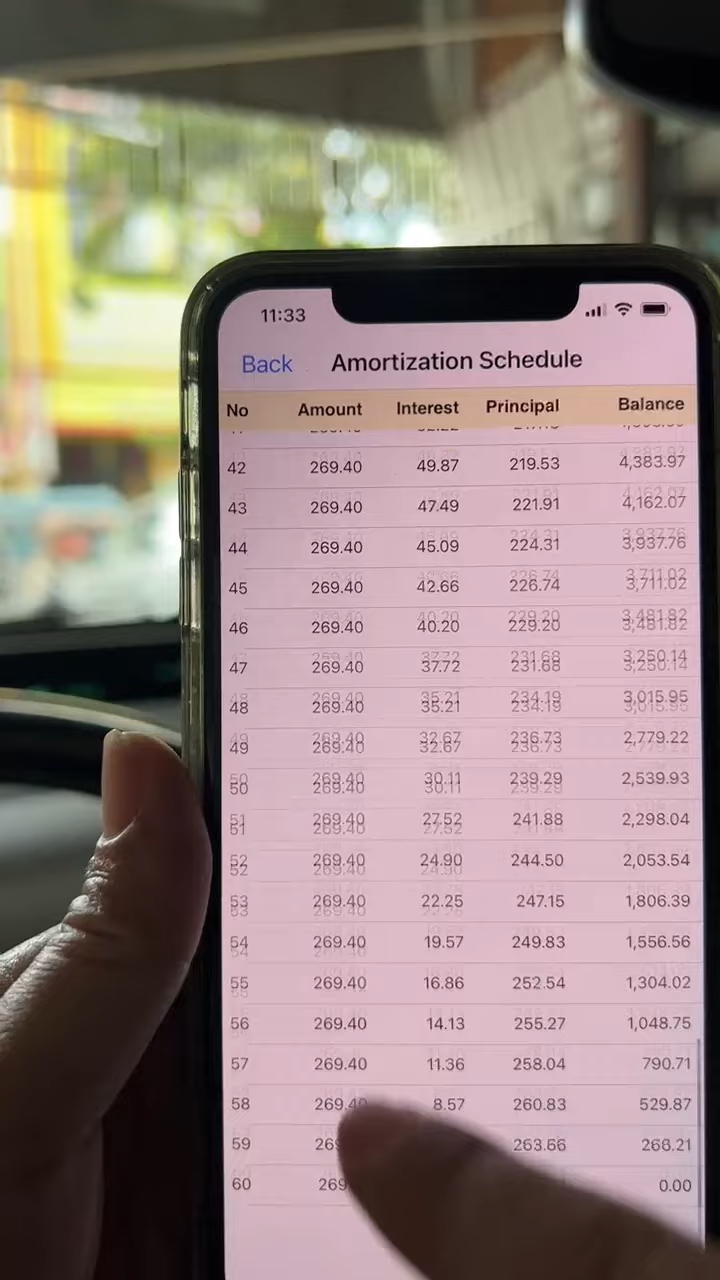 11:33
Back Amortization Schedule
No Amount Interest Principal Balance
42 269.40 49.87 219.53 4,383.97
43 269.40 47.49 221.91 4,162.07
44 269.40 45.09 224.31 3,937.76
45 269.40 42.66 226.74 3,711.02
46 269.40 40.20 229.20 3,481.82
47 269.40 37.72 231.68 3,250.14
48 269.40 35.21 234.19 3,015.95
49 269.40 32.67 236.73 2,779.22
50 269.40 30.11 239.29 2,539.93
51 269.40 27.52 241.88 2,298.04
52 269.40 24.90 244.50 2,053.54
53 269.40 22.25 247.15 1,806.39
54 269.40 19.57 249.83 1,556.56
55 269.40 16.86 252.54 1,304.02
56 269.40 14.13 255.27 1,048.75
57 269.40 11.36 258.04 790.71
58 269.40 8.57 260.83 529.87
59 263.66 266.21
60 0.00